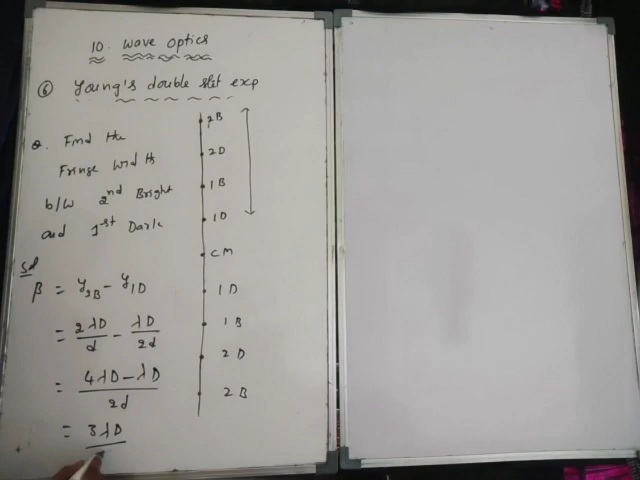 10. Wave Optics
⑥ Young's double slit exp
Q. Find the
Fringe Width
b/w 2nd Bright
and 1st Dark
Sol
β = y2B - y1D
= 2λD/d - λD/2d
= 4λD - λD / 2d
= 3λD
2B
2D
1B
1D
CM
1D
1B
2D
2B